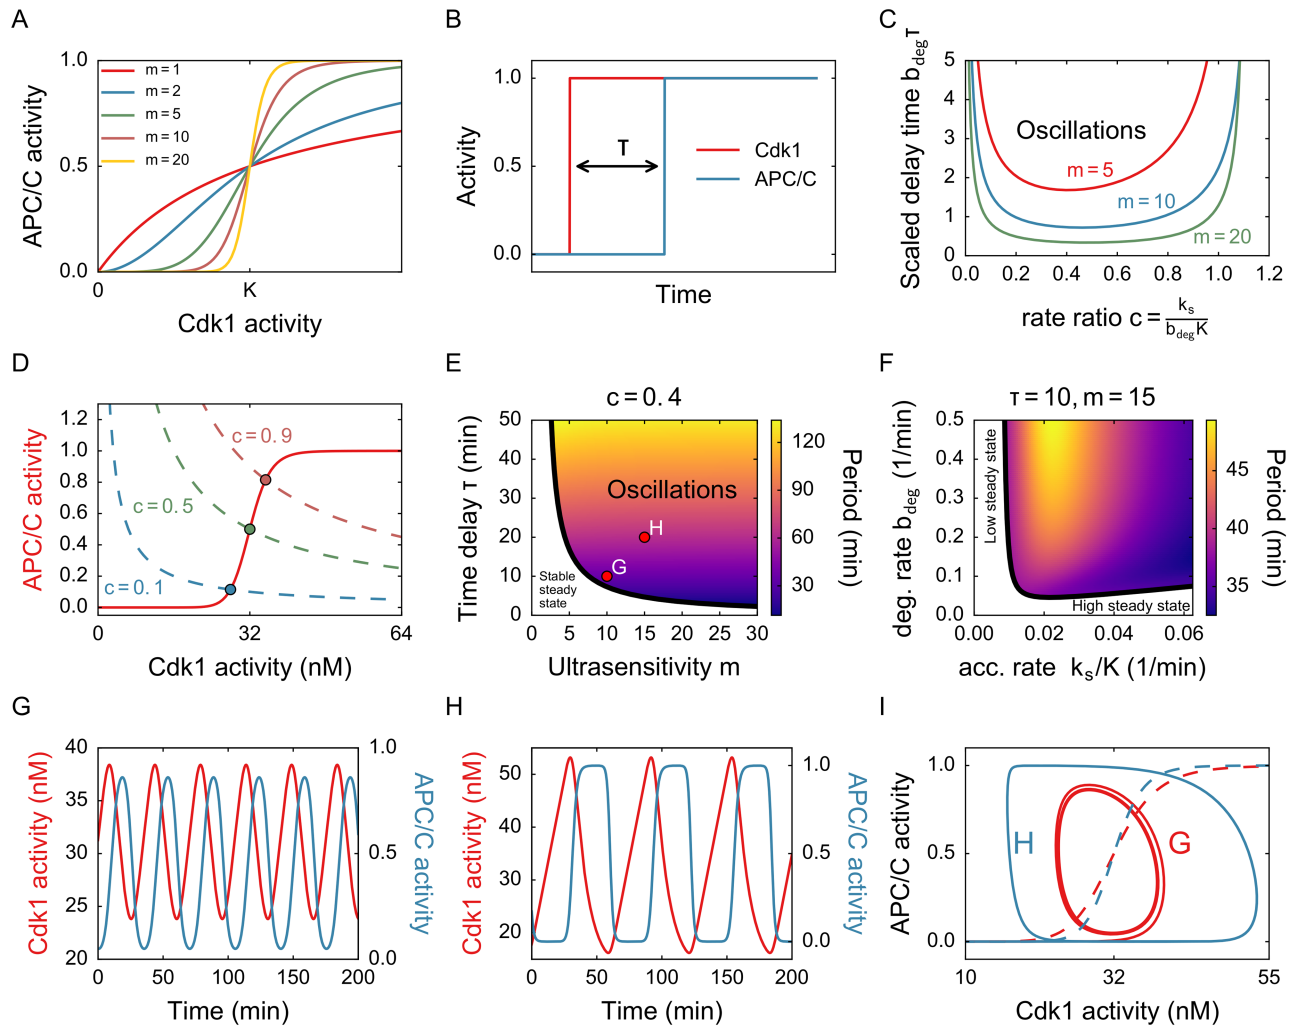 A
APC/C activity
1.0
0.5
0.0
m = 1
m = 2
m = 5
m = 10
m = 20
0
K
Cdk1 activity
B
Activity
1.0
0.5
0.0
τ
Cdk1
APC/C
Time
C
Scaled delay time b_deg τ
5
4
3
2
1
0
Oscillations
m = 5
m = 10
m = 20
0.0 0.2 0.4 0.6 0.8 1.0 1.2
rate ratio c = k_s / b_deg K
D
APC/C activity
1.2
1.0
0.8
0.6
0.4
0.2
0.0
c = 0.9
c = 0.5
c = 0.1
0 32 64
Cdk1 activity (nM)
E
c = 0.4
Time delay τ (min)
50
40
30
20
10
0
Oscillations
H
G
Stable
steady
state
0 5 10 15 20 25 30
Ultrasensitivity m
120
90
60
30
Period (min)
F
τ = 10, m = 15
deg. rate b_deg (1/min)
0.5
0.4
0.3
0.2
0.1
0.0
Low steady state
High steady state
0.00 0.02 0.04 0.06
acc. rate k_s/K (1/min)
45
40
35
Period (min)
G
Cdk1 activity (nM)
40
35
30
25
20
1.0
0.5
0.0
APC/C activity
0 50 100 150 200
Time (min)
H
Cdk1 activity (nM)
50
40
30
20
1.0
0.5
0.0
APC/C activity
0 50 100 150 200
Time (min)
I
APC/C activity
1.0
0.5
0.0
H
G
10 32 55
Cdk1 activity (nM)